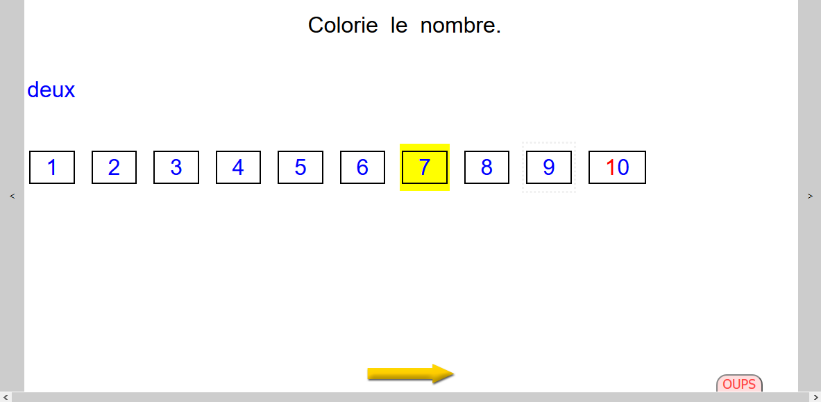 Colorie le nombre.
deux
1 2 3 4 5 6 7 8 9 10
< >
OUPS
< >